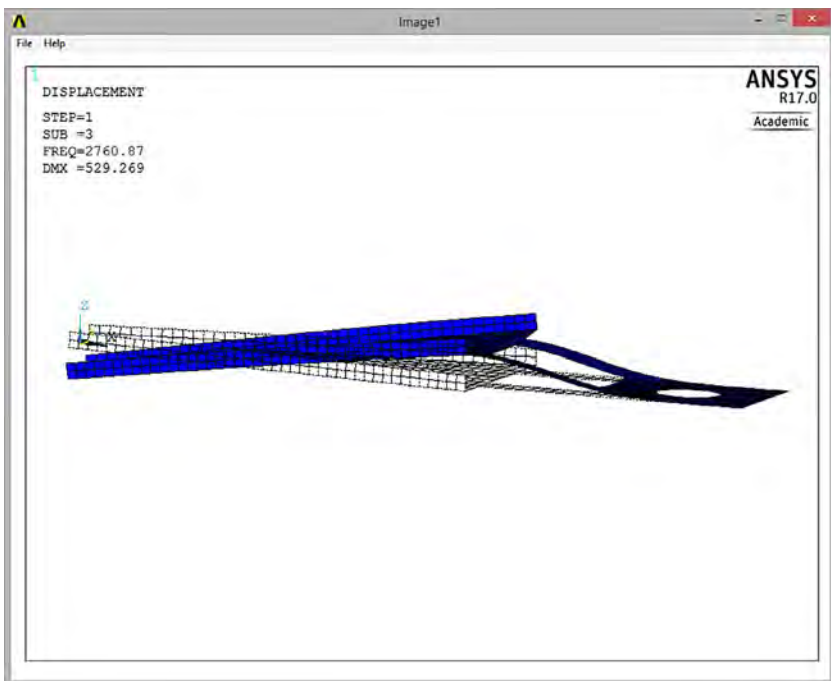 Image1
File Help
1
DISPLACEMENT
STEP=1
SUB =3
FREQ=2760.87
DMX =529.269
ANSYS
R17.0
Academic
Z
X